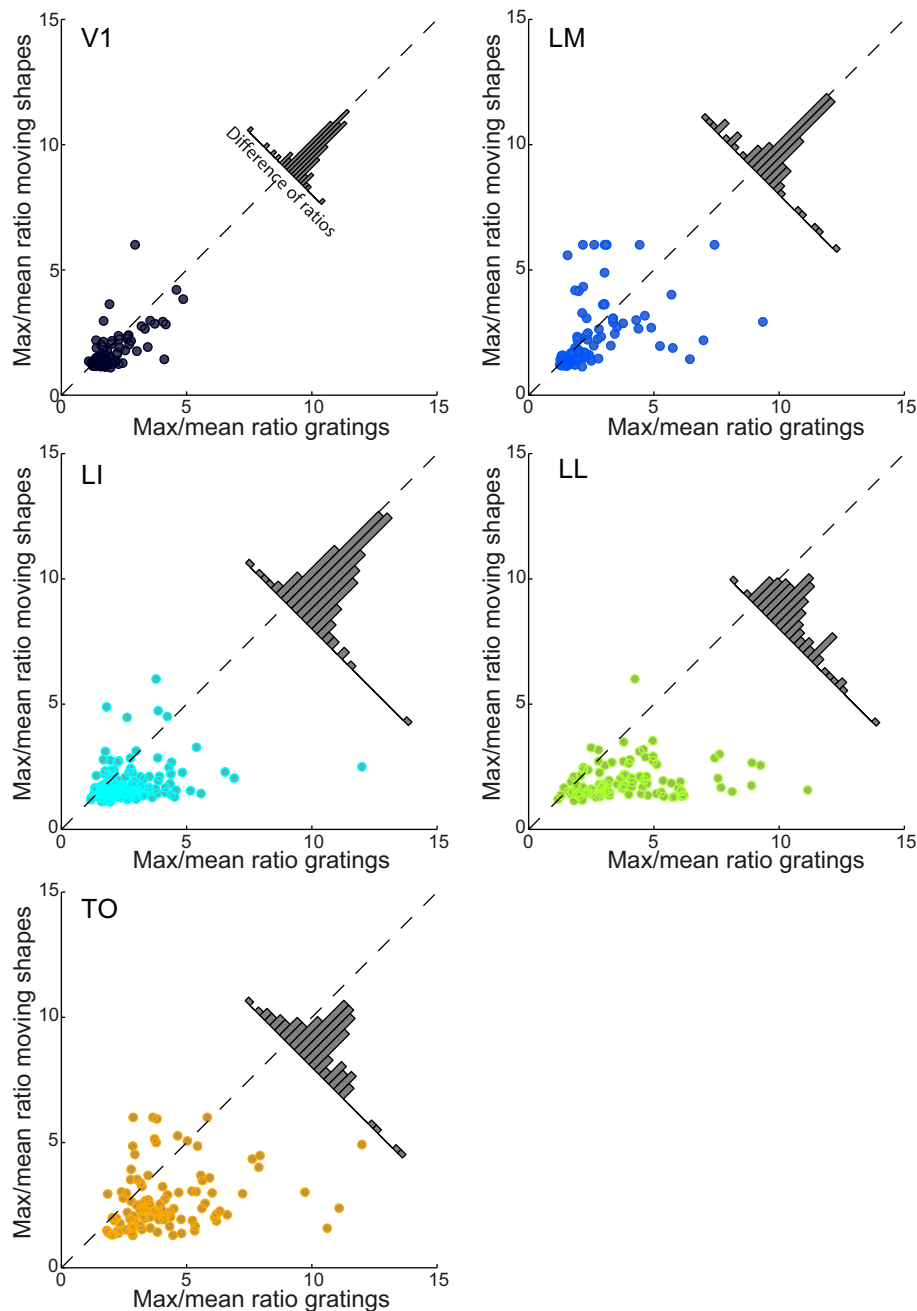 V1
15
10
5
0
Max/mean ratio moving shapes
Difference of ratios
0 5 10 15
Max/mean ratio gratings
LM
15
10
5
0
Max/mean ratio moving shapes
0 5 10 15
Max/mean ratio gratings
LI
15
10
5
0
Max/mean ratio moving shapes
0 5 10 15
Max/mean ratio gratings
LL
15
10
5
0
Max/mean ratio moving shapes
0 5 10 15
Max/mean ratio gratings
TO
15
10
5
0
Max/mean ratio moving shapes
0 5 10 15
Max/mean ratio gratings